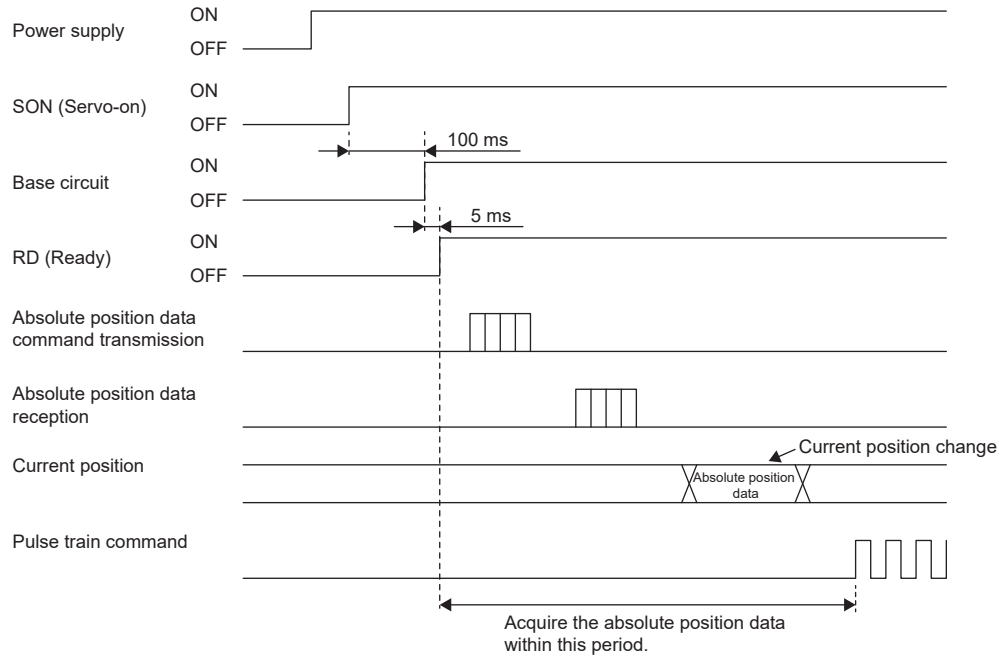 ON
Power supply
OFF
ON
SON (Servo-on)
OFF
100 ms
ON
Base circuit
OFF
5 ms
ON
RD (Ready)
OFF
Absolute position data
command transmission
Absolute position data
reception
Current position change
Current position
Absolute position
data
Pulse train command
Acquire the absolute position data
within this period.